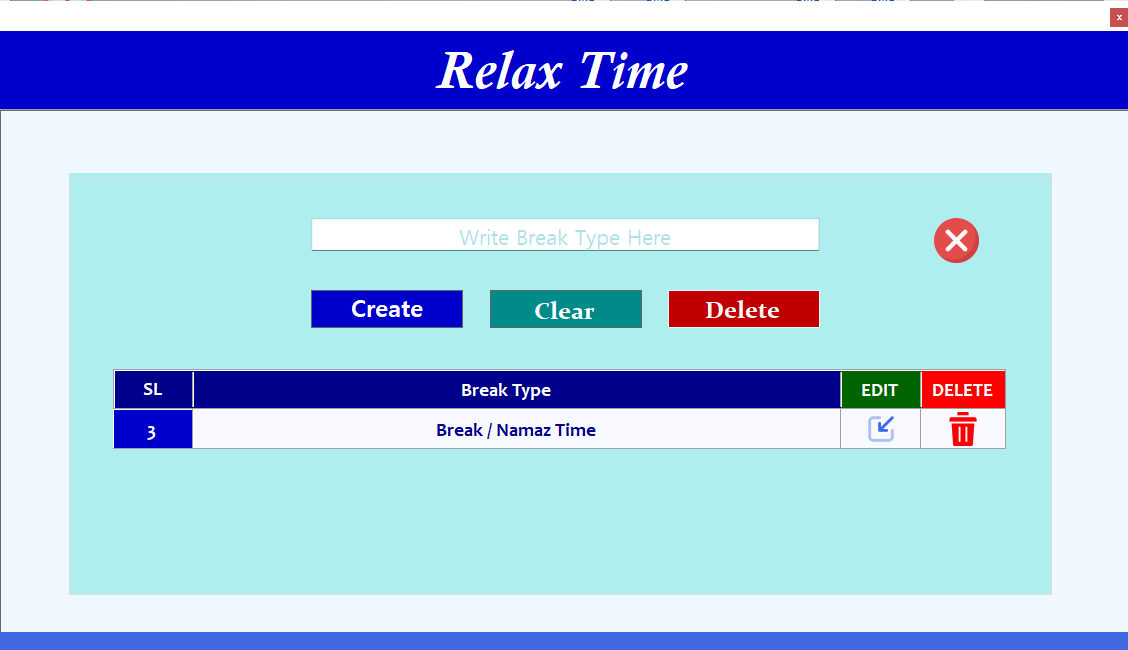 x
Relax Time
Write Break Type Here
Create Clear Delete
SL Break Type EDIT DELETE
3 Break / Namaz Time